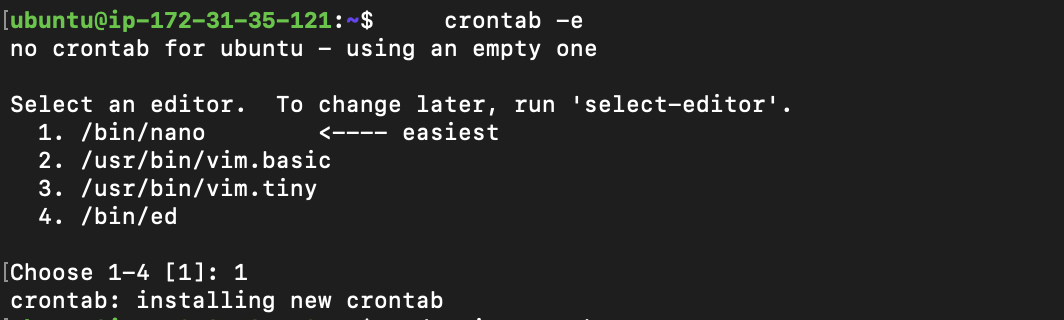 [ubuntu@ip-172-31-35-121:~$     crontab -e
no crontab for ubuntu - using an empty one
Select an editor.  To change later, run 'select-editor'.
  1. /bin/nano        <---- easiest
  2. /usr/bin/vim.basic
  3. /usr/bin/vim.tiny
  4. /bin/ed
[Choose 1-4 [1]: 1
crontab: installing new crontab